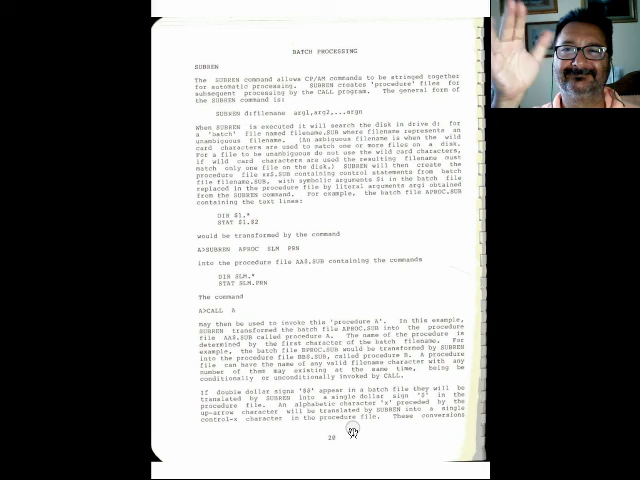 BATCH PROCESSING
SUBREN
The SUBREN command allows CP/AM commands to be stringed together
for automatic processing. SUBREN creates 'procedure' files for
subsequent processing by the CALL program. The general form of
the SUBREN command is:
SUBREN d:filename arg1,arg2,...argn
When SUBREN is executed it will search the disk in drive d: for
a 'batch' file named filename.SUB where filename represents an
unambiguous filename. (An ambiguous filename is when the wild
card characters are used to match one or more files on a disk.
For a file to be unambiguous do not use the wild card characters,
if wild card characters are used the resulting filename must
match only one file on the disk.) SUBREN will then create the
procedure file xx$.SUB containing control statements from batch
file filename.SUB, with symbolic arguments $i in the batch file
replaced in the procedure file by literal arguments argi obtained
from the SUBREN command. For example, the batch file APROC.SUB
containing the text lines:
DIR $1.*
STAT $1.$2
would be transformed by the command
A>SUBREN APROC SLM PRN
into the procedure file AA$.SUB containing the commands
DIR SLM.*
STAT SLM.PRN
The command
A>CALL A
may then be used to invoke this 'procedure A'. In this example,
SUBREN transformed the batch file APROC.SUB into the procedure
file AA$.SUB called procedure A. The name of the procedure is
determined by the first character of the batch filename. For
example, the batch file BPROC.SUB would be transformed by SUBREN
into the procedure file BB$.SUB, called procedure B. A procedure
file can have the name of any valid filename character with any
number of them may existing at the same time, being be
conditionally or unconditionally invoked by CALL.
If double dollar signs '$$' appear in a batch file they will be
translated by SUBREN into a single dollar sign '$' in the
procedure file. An alphabetic character 'x' preceded by the
up-arrow character will be translated by SUBREN into a single
control-x character in the procedure file. These conversions
20